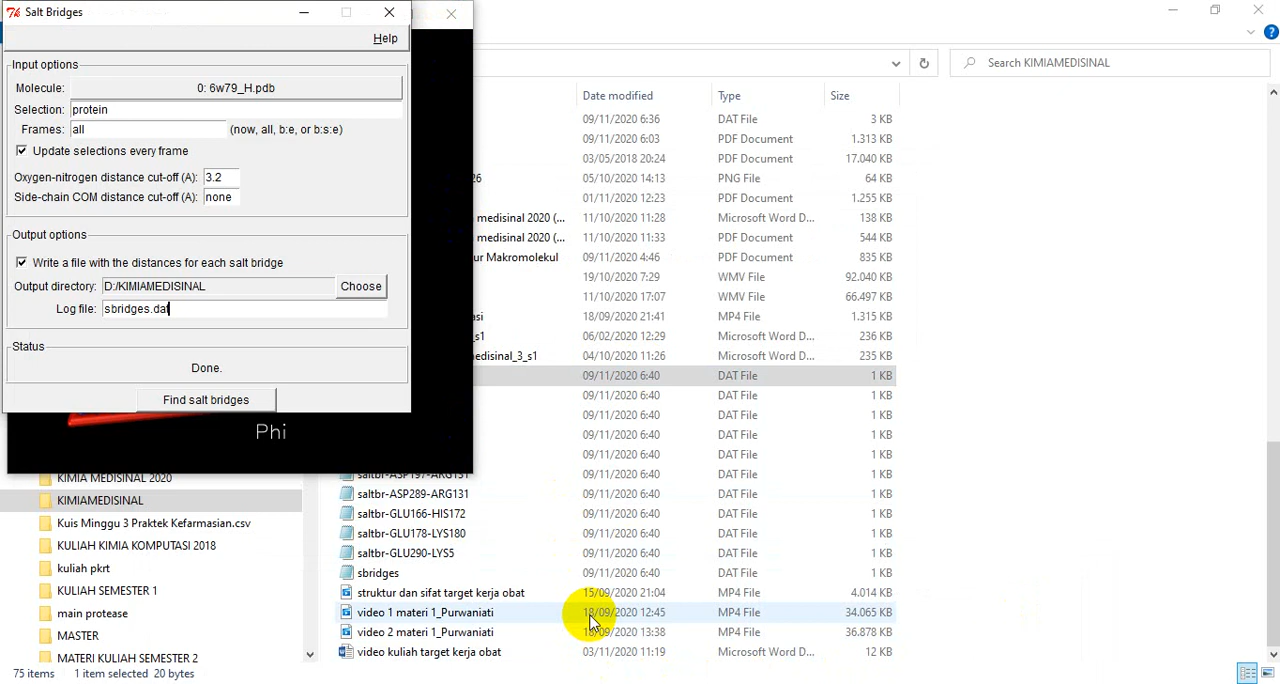 Salt Bridges
Help
Input options
Molecule: 0: 6w79_H.pdb
Selection: protein
Frames: all (now, all, b:e, or b:s:e)
Update selections every frame
Oxygen-nitrogen distance cut-off (A): 3.2
Side-chain COM distance cut-off (A): none
Output options
Write a file with the distances for each salt bridge
Output directory: D:/KIMIAMEDISINAL Choose
Log file: sbridges.dat
Status
Done.
Find salt bridges
Phi
Search KIMIAMEDISINAL
Date modified Type Size
09/11/2020 6:36 DAT File 3 KB
09/11/2020 6:03 PDF Document 1.313 KB
03/05/2018 20:24 PDF Document 17.040 KB
26 05/10/2020 14:13 PNG File 64 KB
01/11/2020 12:23 PDF Document 1.255 KB
medisinal 2020 (... 11/10/2020 11:28 Microsoft Word D... 138 KB
medisinal 2020 (... 11/10/2020 11:33 PDF Document 544 KB
ur Makromolekul 09/11/2020 4:46 PDF Document 835 KB
19/10/2020 7:29 WMV File 92.040 KB
11/10/2020 17:07 WMV File 66.497 KB
asi 18/09/2020 21:41 MP4 File 1.315 KB
_s1 06/02/2020 12:29 Microsoft Word D... 236 KB
edisinal_3_s1 04/10/2020 11:26 Microsoft Word D... 235 KB
09/11/2020 6:40 DAT File 1 KB
09/11/2020 6:40 DAT File 1 KB
09/11/2020 6:40 DAT File 1 KB
09/11/2020 6:40 DAT File 1 KB
09/11/2020 6:40 DAT File 1 KB
saltbr-ASP197-ARG131 09/11/2020 6:40 DAT File 1 KB
saltbr-ASP289-ARG131 09/11/2020 6:40 DAT File 1 KB
saltbr-GLU166-HIS172 09/11/2020 6:40 DAT File 1 KB
saltbr-GLU178-LYS180 09/11/2020 6:40 DAT File 1 KB
saltbr-GLU290-LYS5 09/11/2020 6:40 DAT File 1 KB
sbridges 09/11/2020 6:40 DAT File 1 KB
struktur dan sifat target kerja obat 15/09/2020 21:04 MP4 File 4.014 KB
video 1 materi 1_Purwaniati 18/09/2020 12:45 MP4 File 34.065 KB
video 2 materi 1_Purwaniati 18/09/2020 13:38 MP4 File 36.878 KB
video kuliah target kerja obat 03/11/2020 11:19 Microsoft Word D... 12 KB
KIMIA MEDISINAL 2020
KIMIAMEDISINAL
Kuis Minggu 3 Praktek Kefarmasian.csv
KULIAH KIMIA KOMPUTASI 2018
kuliah pkrt
KULIAH SEMESTER 1
main protease
MASTER
MATERI KULIAH SEMESTER 2
75 items 1 item selected 20 bytes